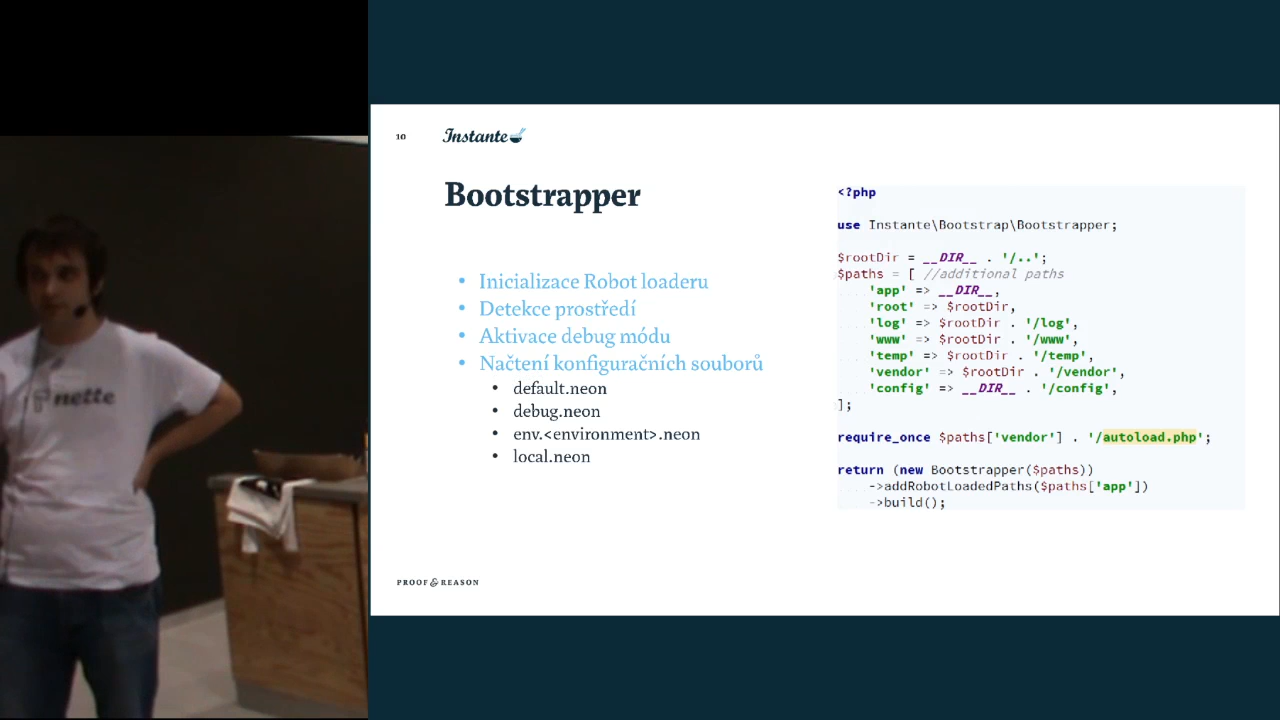 10
Instante
Bootstrapper
• Inicializace Robot loaderu
• Detekce prostředí
• Aktivace debug módu
• Načtení konfiguračních souborů
• default.neon
• debug.neon
• env.<environment>.neon
• local.neon
<?php
use Instante\Bootstrap\Bootstrapper;
$rootDir = __DIR__ . '/..';
$paths = [ //additional paths
'app' => __DIR__,
'root' => $rootDir,
'log' => $rootDir . '/log',
'www' => $rootDir . '/www',
'temp' => $rootDir . '/temp',
'vendor' => $rootDir . '/vendor',
'config' => __DIR__ . '/config',
];
require_once $paths['vendor'] . '/autoload.php';
return (new Bootstrapper($paths))
->addRobotLoadedPaths($paths['app'])
->build();
PROOF & REASON
nette